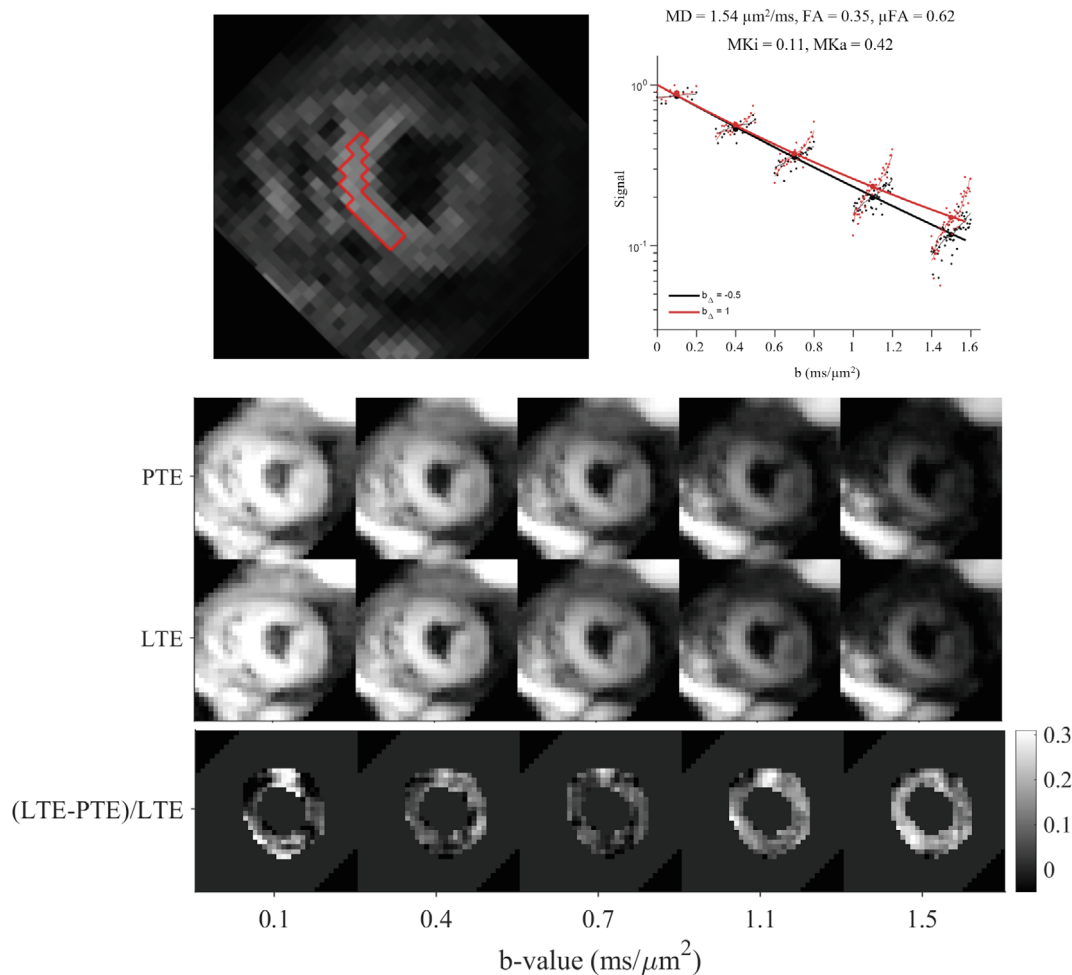 MD = 1.54 μm²/ms, FA = 0.35, μFA = 0.62
MKi = 0.11, MKa = 0.42
10⁰
Signal
10⁻¹
b_Δ = -0.5
b_Δ = 1
0 0.2 0.4 0.6 0.8 1 1.2 1.4 1.6
b (ms/μm²)
PTE
LTE
(LTE-PTE)/LTE
0.3
0.2
0.1
0
0.1 0.4 0.7 1.1 1.5
b-value (ms/μm²)